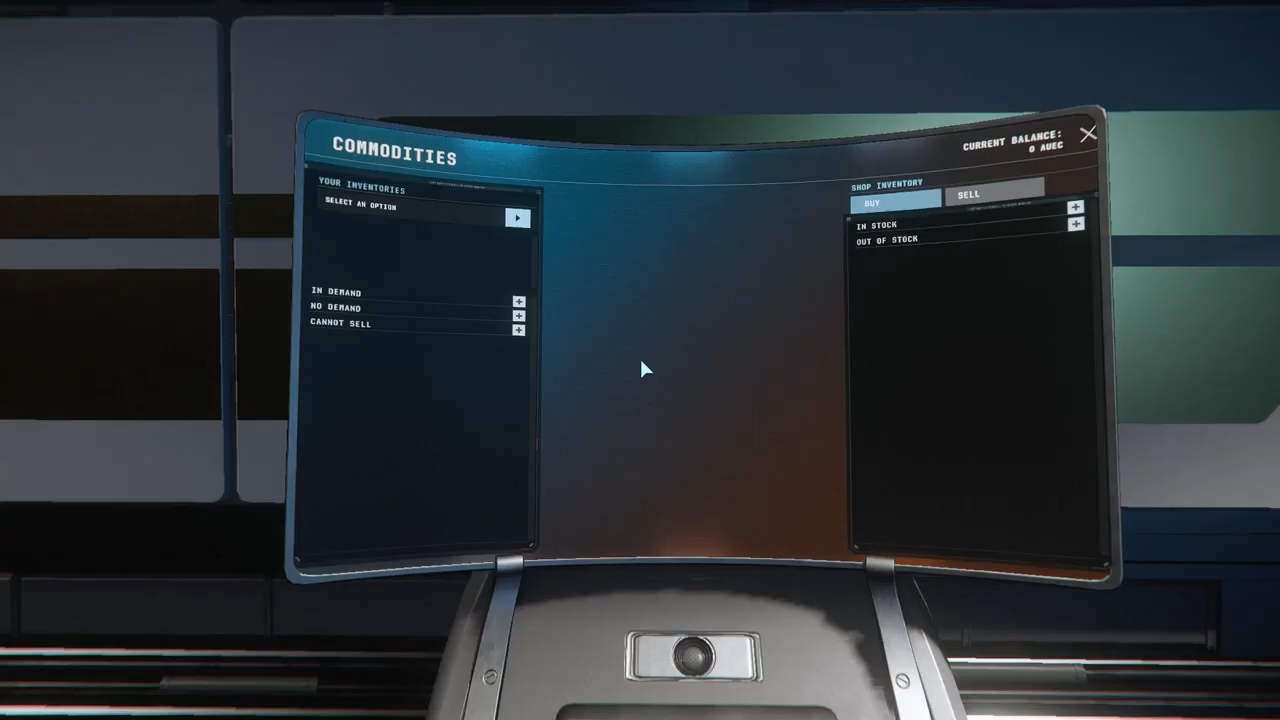 COMMODITIES
CURRENT BALANCE:
0 AUEC
YOUR INVENTORIES
SELECT AN OPTION
IN DEMAND
NO DEMAND
CANNOT SELL
SHOP INVENTORY
BUY
SELL
IN STOCK
OUT OF STOCK